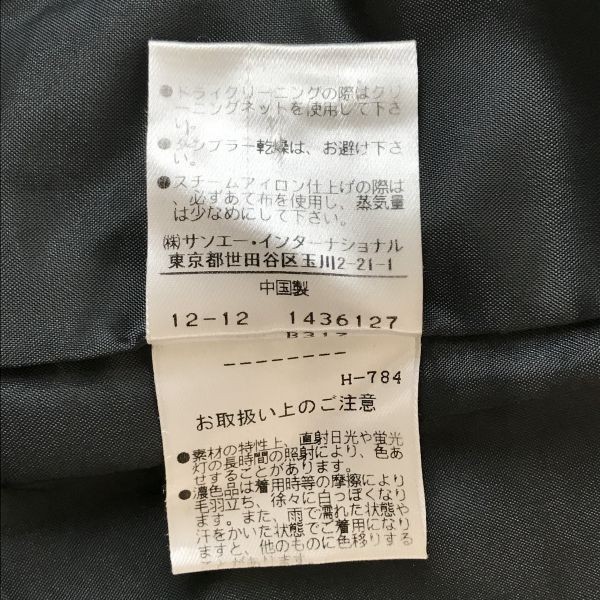 ●ドライクリーニングの際はクリ
ーニングネットを使用して下さ
い。
●タンブラー乾燥は、お避け下さ
い。
●スチームアイロン仕上げの際は
、必ずあて布を使用し、蒸気量
は少なめにして下さい。
㈱サンエー・インターナショナル
東京都世田谷区玉川2-21-1
中国製
12-12 1436127
B317
--------
H-784
お取扱い上のご注意
●素材の特性上、直射日光や蛍光
灯の長時間の照射により、色あ
せすることがあります。
●濃色品は着用時等の摩擦により
毛羽立ち、徐々に白っぽくなり
ます。また、雨で濡れた状態や
汗をかいた状態でご着用になり
ますと、他のものに色移りする
ことがあります。